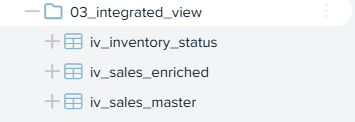 03_integrated_view
iv_inventory_status
iv_sales_enriched
iv_sales_master